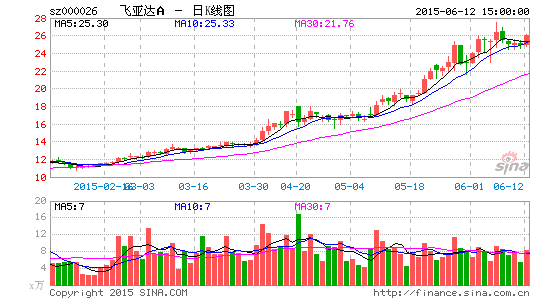 sz000026 飞亚达A － 日K线图 2015-06-12 15:00:00
MA5:25.30 MA10:25.33 MA30:21.76
28
26
24
22
20
18
16
14
12
10
sina
2015-02-16 03-03 03-16 03-30 04-20 05-04 05-18 06-01 06-12
MA5:7 MA10:7 MA30:7
20
16
12
8
4
x万
Copyright 2015 SINA.COM http://finance.sina.com.cn